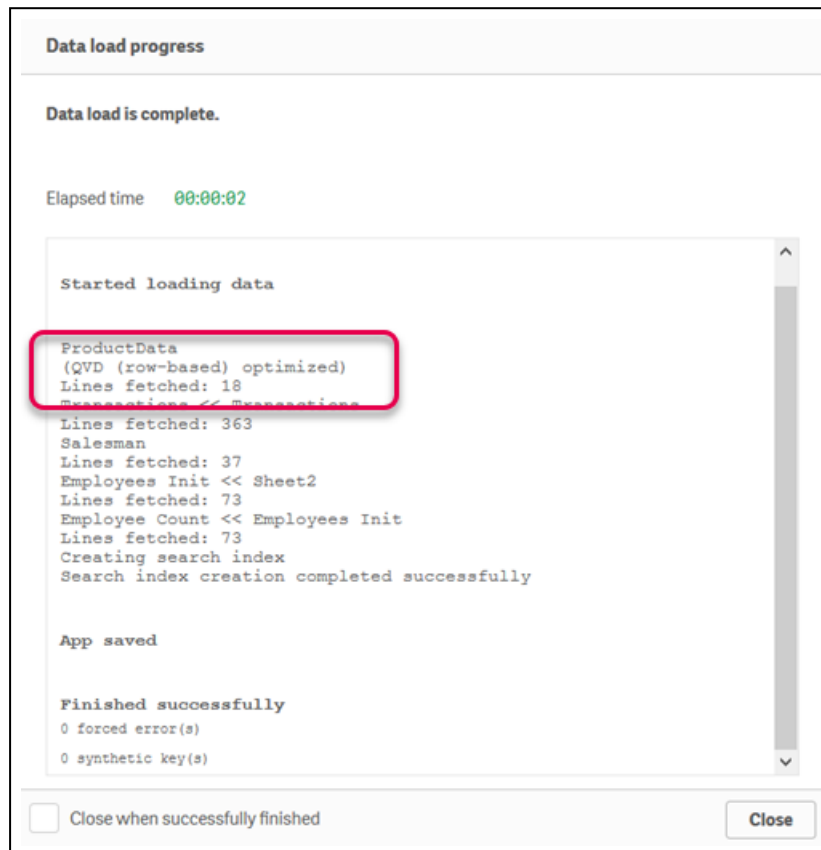 Data load progress
Data load is complete.
Elapsed time 00:00:02
Started loading data
ProductData
(QVD (row-based) optimized)
Lines fetched: 18
Transactions << Transactions
Lines fetched: 363
Salesman
Lines fetched: 37
Employees Init << Sheet2
Lines fetched: 73
Employee Count << Employees Init
Lines fetched: 73
Creating search index
Search index creation completed successfully
App saved
Finished successfully
0 forced error(s)
0 synthetic key(s)
Close when successfully finished
Close